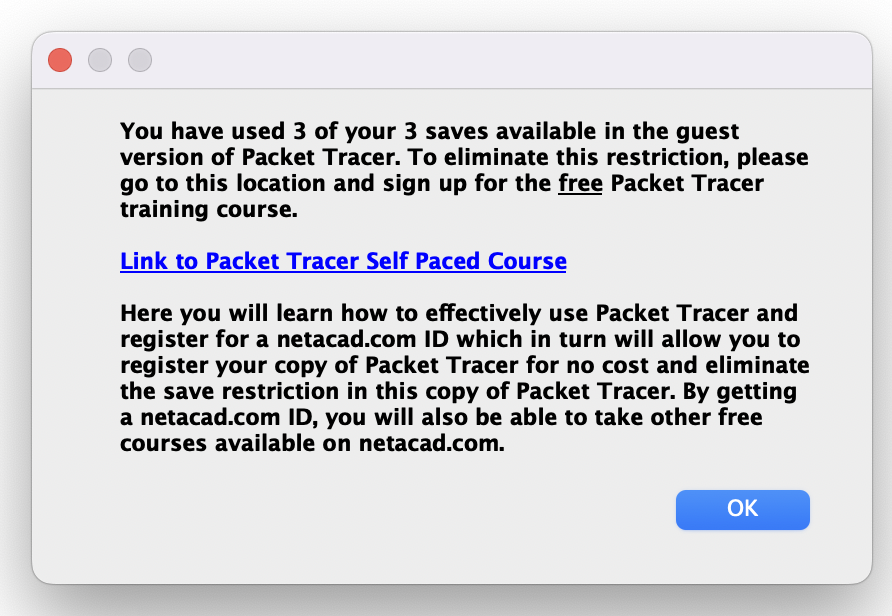 You have used 3 of your 3 saves available in the guest
version of Packet Tracer. To eliminate this restriction, please
go to this location and sign up for the free Packet Tracer
training course.
Link to Packet Tracer Self Paced Course
Here you will learn how to effectively use Packet Tracer and
register for a netacad.com ID which in turn will allow you to
register your copy of Packet Tracer for no cost and eliminate
the save restriction in this copy of Packet Tracer. By getting
a netacad.com ID, you will also be able to take other free
courses available on netacad.com.
OK